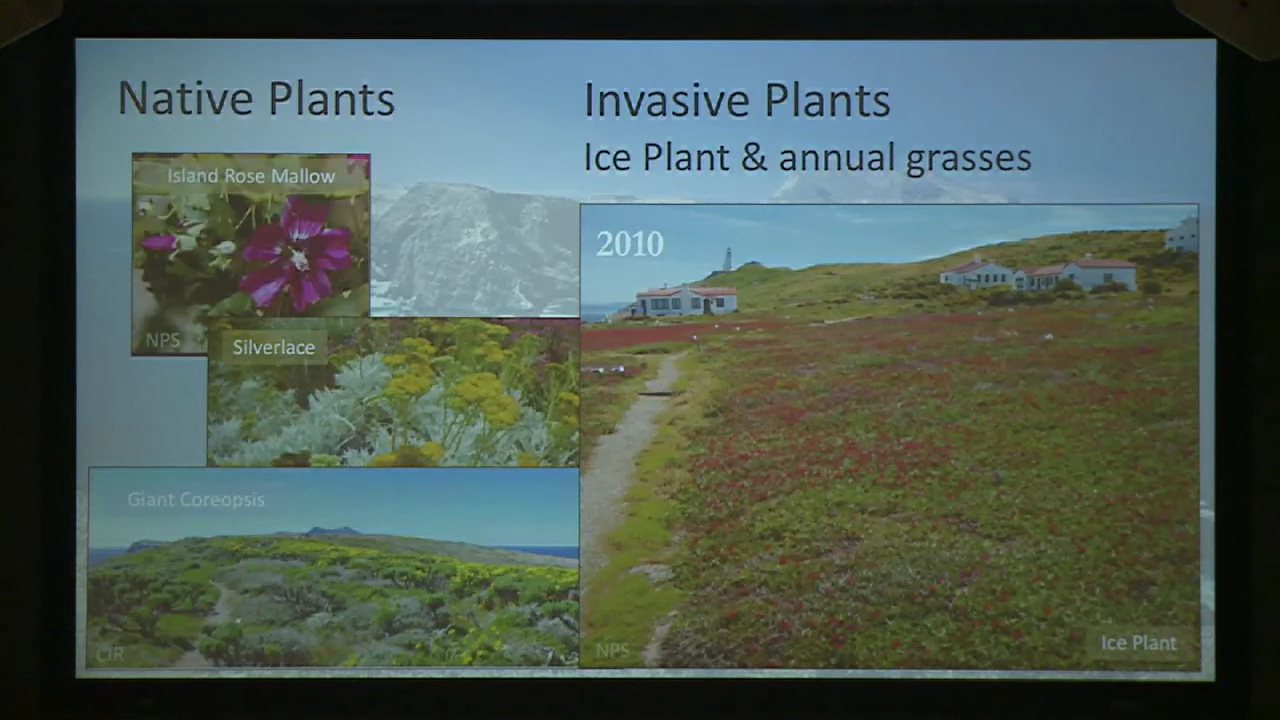 Native Plants
Island Rose Mallow
NPS
Silverlace
Giant Coreopsis
CIR
Invasive Plants
Ice Plant & annual grasses
2010
NPS
Ice Plant